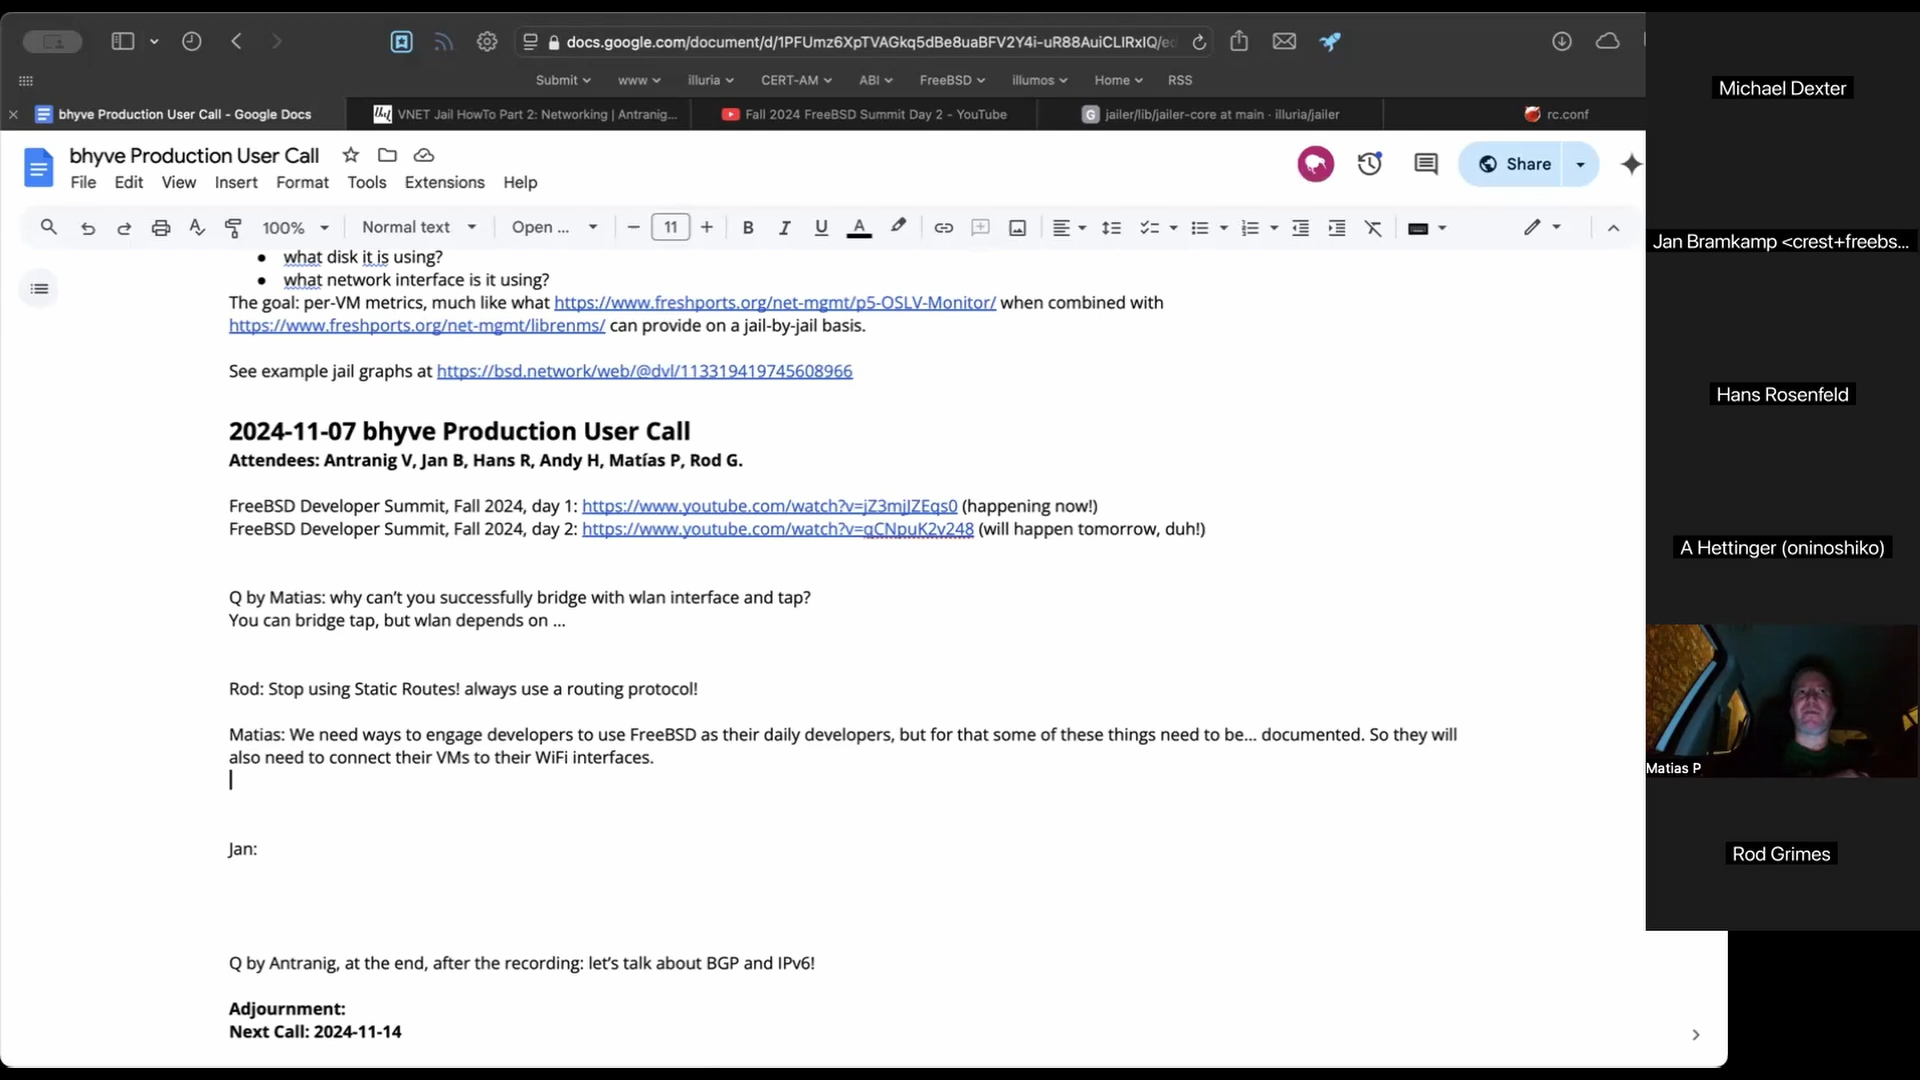 docs.google.com/document/d/1PFUmz6XpTVAGkq5dBe8uaBFV2Y4i-uR88AuiCLIRxIQ/ec
Submit www illuria CERT-AM ABI FreeBSD illumos Home RSS
bhyve Production User Call - Google Docs
VNET Jail HowTo Part 2: Networking | Antranig...
Fall 2024 FreeBSD Summit Day 2 - YouTube
jailer/lib/jailer-core at main · illuria/jailer
rc.conf
bhyve Production User Call
File Edit View Insert Format Tools Extensions Help
Share
100% Normal text Open ... 11
• what disk it is using?
• what network interface is it using?
The goal: per-VM metrics, much like what https://www.freshports.org/net-mgmt/p5-OSLV-Monitor/ when combined with
https://www.freshports.org/net-mgmt/librenms/ can provide on a jail-by-jail basis.
See example jail graphs at https://bsd.network/web/@dvl/113319419745608966
2024-11-07 bhyve Production User Call
Attendees: Antranig V, Jan B, Hans R, Andy H, Matías P, Rod G.
FreeBSD Developer Summit, Fall 2024, day 1: https://www.youtube.com/watch?v=jZ3mjJZEqs0 (happening now!)
FreeBSD Developer Summit, Fall 2024, day 2: https://www.youtube.com/watch?v=qCNpuK2v248 (will happen tomorrow, duh!)
Q by Matias: why can't you successfully bridge with wlan interface and tap?
You can bridge tap, but wlan depends on ...
Rod: Stop using Static Routes! always use a routing protocol!
Matias: We need ways to engage developers to use FreeBSD as their daily developers, but for that some of these things need to be... documented. So they will
also need to connect their VMs to their WiFi interfaces.
Jan:
Q by Antranig, at the end, after the recording: let's talk about BGP and IPv6!
Adjournment:
Next Call: 2024-11-14
Michael Dexter
Jan Bramkamp <crest+freebs...
Hans Rosenfeld
A Hettinger (oninoshiko)
Matias P
Rod Grimes